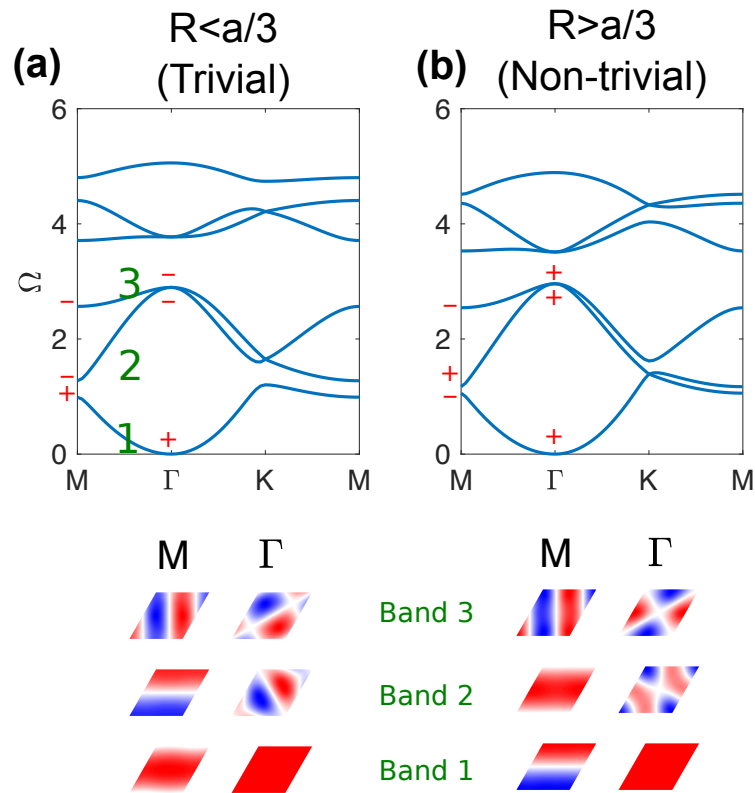 R<a/3
(Trivial)
R>a/3
(Non-trivial)
(a)
(b)
6
4
2
0
Ω
3
2
1
−
−
−
−
+
+
M
Γ
K
M
6
4
2
0
+
+
−
+
−
+
M
Γ
K
M
M
Γ
M
Γ
Band 3
Band 2
Band 1